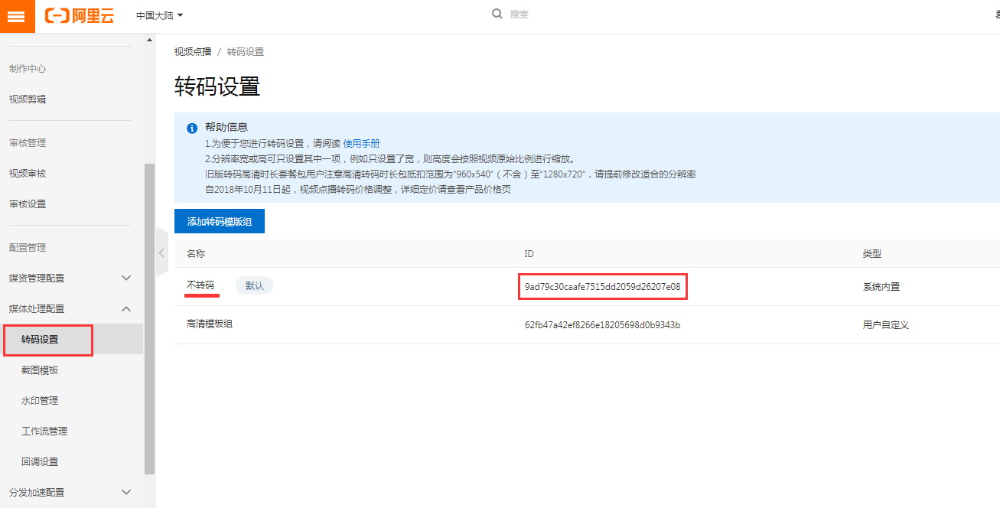 阿里云
中国大陆
搜索
制作中心
视频剪辑
审核管理
视频审核
审核设置
配置管理
媒资管理配置
媒体处理配置
转码设置
截图模板
水印管理
工作流管理
回调设置
分发加速配置
视频点播 / 转码设置
转码设置
帮助信息
1.为便于您进行转码设置，请阅读 使用手册
2.分辨率宽或高可只设置其中一项，例如只设置了宽，则高度会按照视频原始比例进行缩放。
旧版转码高清时长套餐包用户注意高清转码时长包抵扣范围为“960x540”（不含）至“1280x720”，请提前修改适合的分辨率
自2018年10月11日起，视频点播转码价格调整，详细定价请查看产品价格页
添加转码模版组
名称 ID 类型
不转码 默认 9ad79c30caafe7515dd2059d26207e08 系统内置
高清模板组 62fb47a42ef8266e18205698d0b9343b 用户自定义